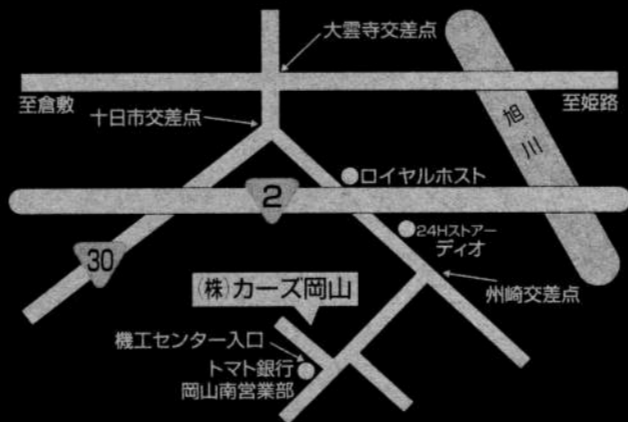 大雲寺交差点
至倉敷
至姫路
十日市交差点
旭川
ロイヤルホスト
2
24Hストアー
ディオ
30
州崎交差点
(株)カーズ岡山
機工センター入口
トマト銀行
岡山南営業部